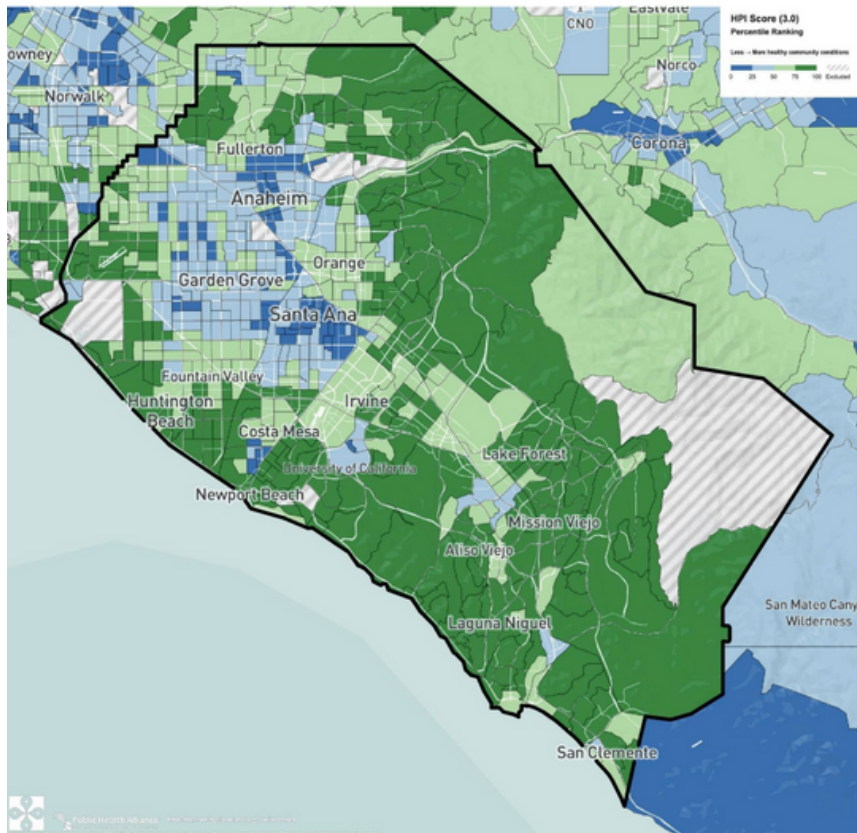 HPI Score (3.0)
Percentile Ranking
Less → More healthy community conditions
0 25 50 75 100 Excluded
Eastvale
CNO
owney
Norco
Norwalk
Corona
Fullerton
Anaheim
Orange
Garden Grove
Santa Ana
Fountain Valley
Irvine
Huntington
Beach
Costa Mesa
Lake Forest
University of California
Newport Beach
Mission Viejo
Aliso Viejo
San Mateo Cany
Wilderness
Laguna Niguel
San Clemente
Public Health Alliance